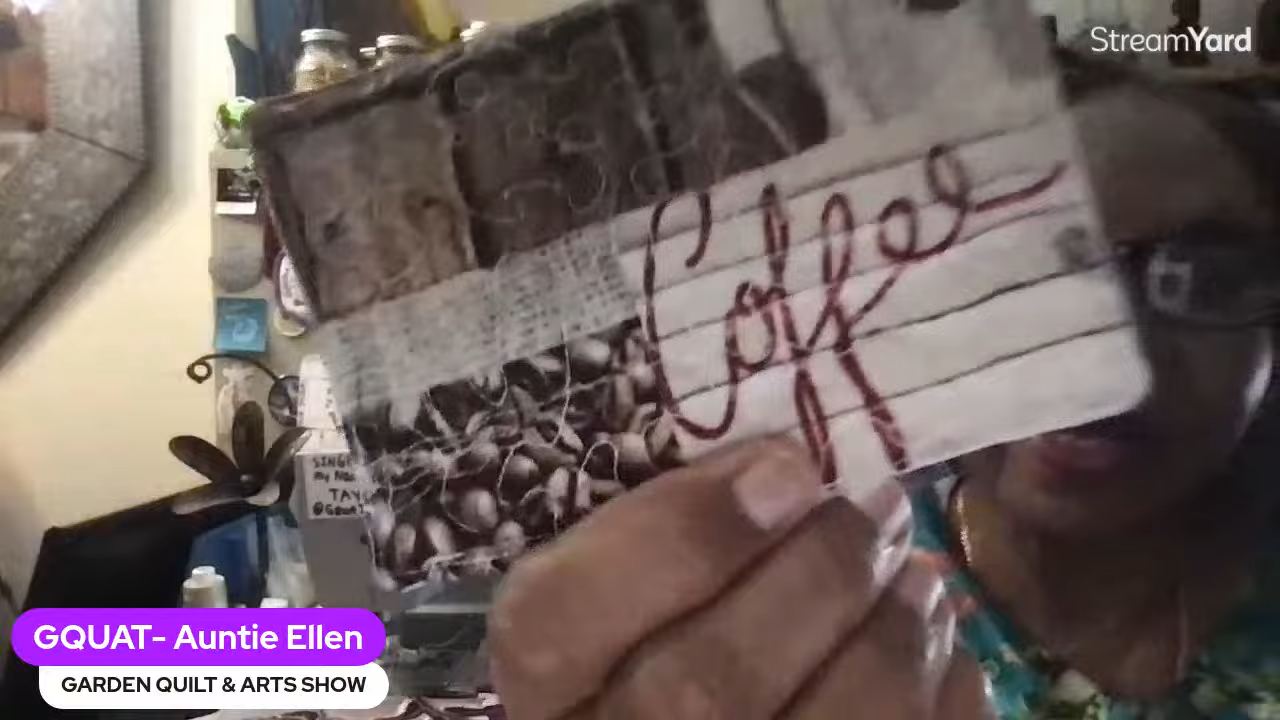 StreamYard
Coffee
GQUAT- Auntie Ellen
GARDEN QUILT & ARTS SHOW